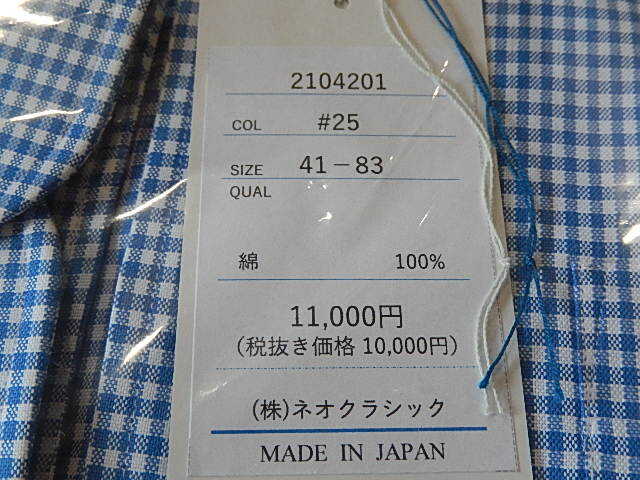 2104201
COL #25
SIZE 41－83
QUAL
綿 100%
11,000円
(税抜き価格 10,000円)
(株)ネオクラシック
MADE IN JAPAN